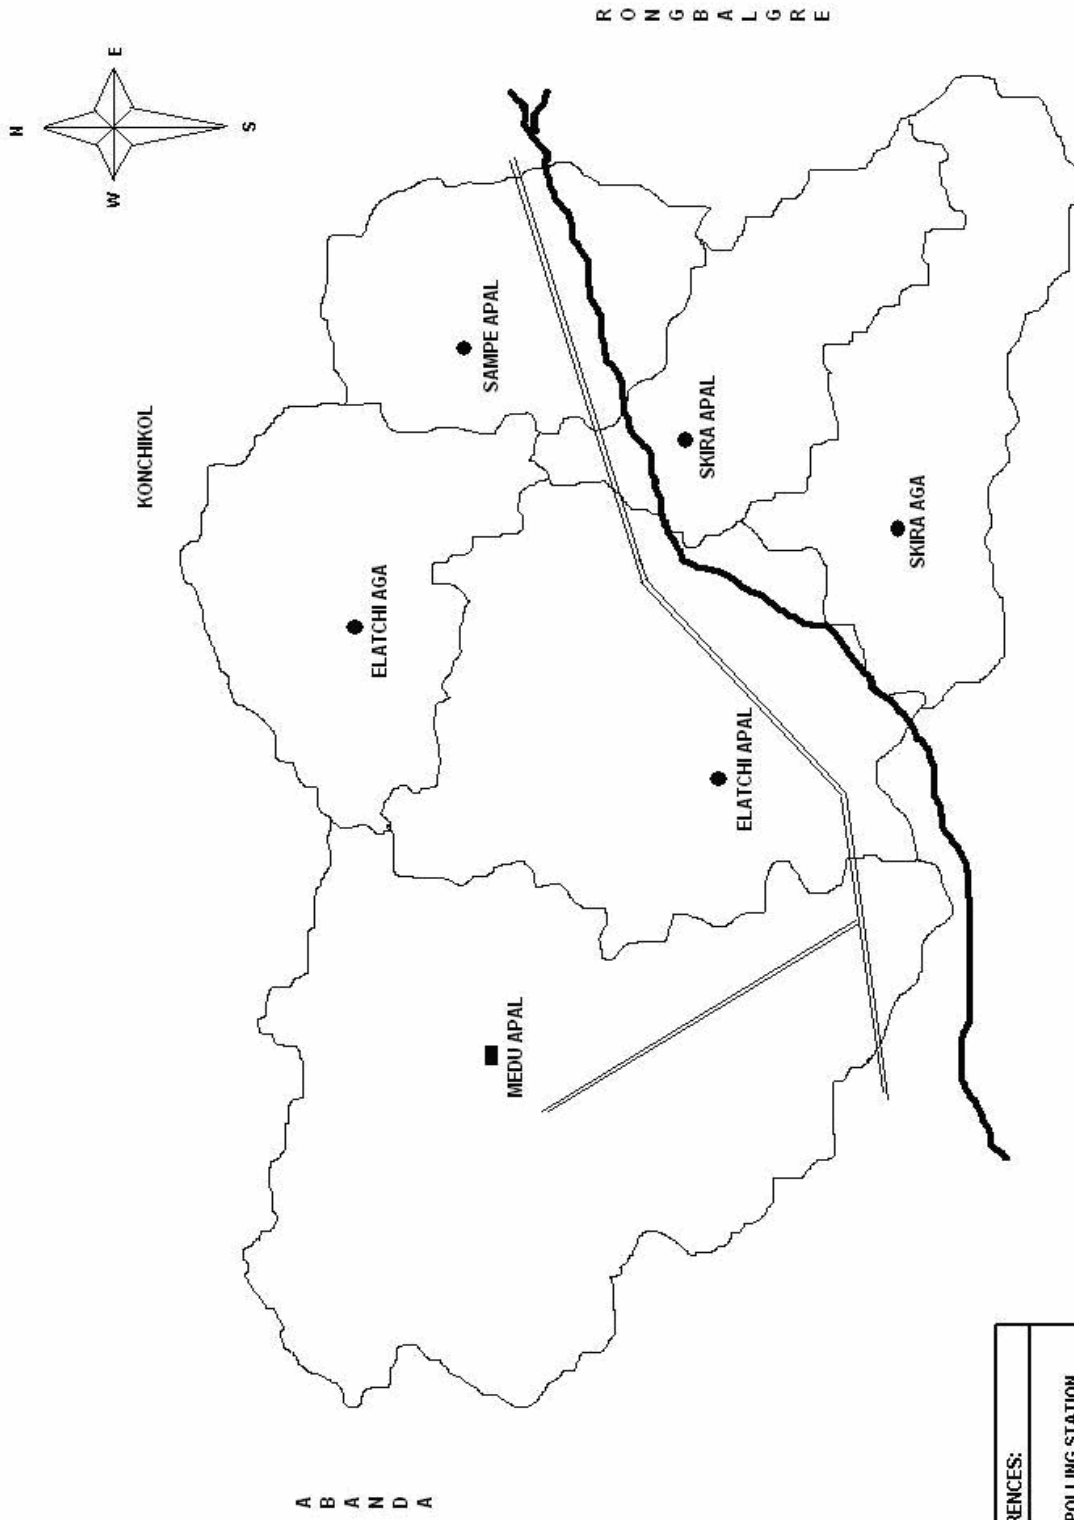 N
W
E
S
KONCHIKOL
A
B
A
N
D
A
ELATCHI AGA
SAMPE APAL
MEDU APAL
R
O
N
G
B
A
L
G
R
E
SKIRA APAL
ELATCHI APAL
SKIRA AGA
RENCES:
POLLING STATION